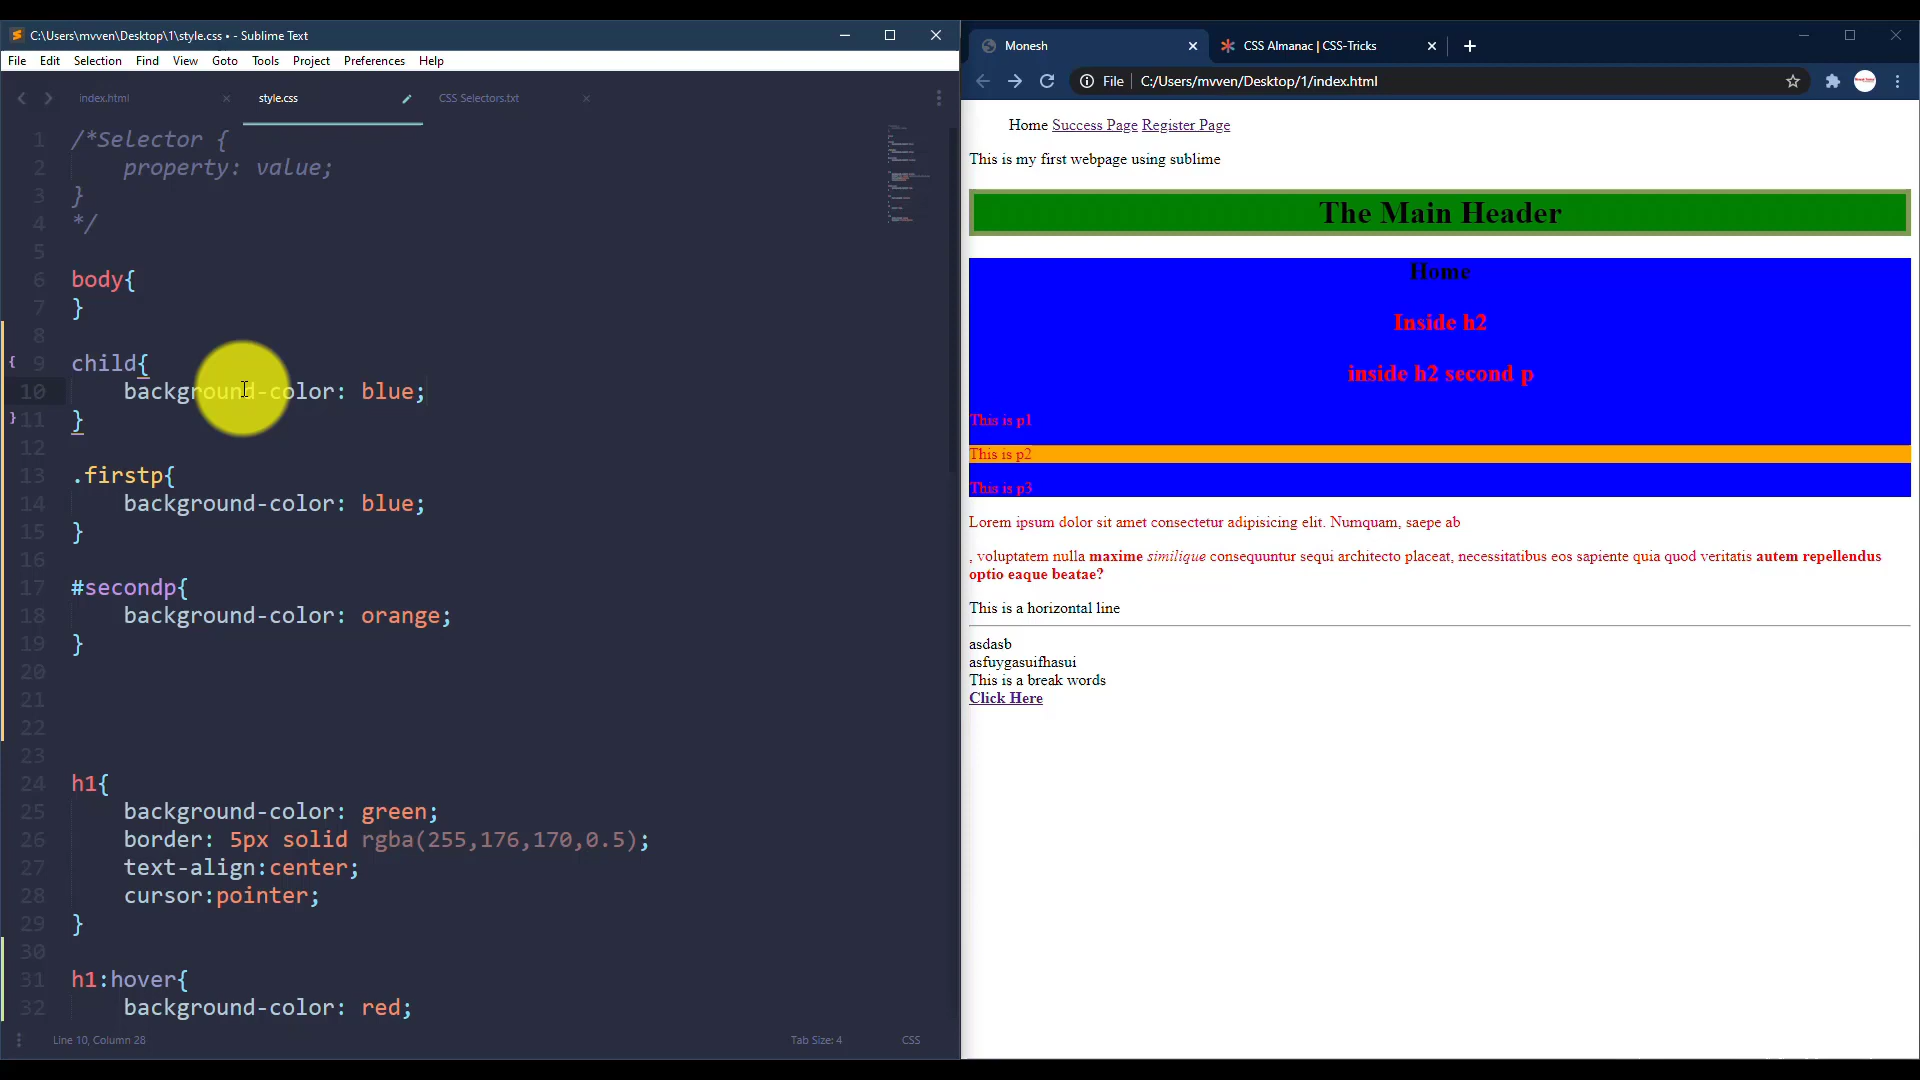 C:\Users\mvven\Desktop\1\style.css • - Sublime Text
File Edit Selection Find View Goto Tools Project Preferences Help
index.html style.css CSS Selectors.txt
1 /*Selector {
2 property: value;
3 }
4 */
5
6 body{
7 }
8
9 child{
10 background-color: blue;
11 }
12
13 .firstp{
14 background-color: blue;
15 }
16
17 #secondp{
18 background-color: orange;
19 }
20
21
22
23
24 h1{
25 background-color: green;
26 border: 5px solid rgba(255,176,170,0.5);
27 text-align:center;
28 cursor:pointer;
29 }
30
31 h1:hover{
32 background-color: red;
Line 10, Column 28 Tab Size: 4 CSS
Monesh CSS Almanac | CSS-Tricks
File C:/Users/mvven/Desktop/1/index.html
Home Success Page Register Page
This is my first webpage using sublime
The Main Header
Home
Inside h2
inside h2 second p
This is p1
This is p2
This is p3
Lorem ipsum dolor sit amet consectetur adipisicing elit. Numquam, saepe ab
, voluptatem nulla maxime similique consequuntur sequi architecto placeat, necessitatibus eos sapiente quia quod veritatis autem repellendus
optio eaque beatae?
This is a horizontal line
asdasb
asfuygasuifhasui
This is a break words
Click Here